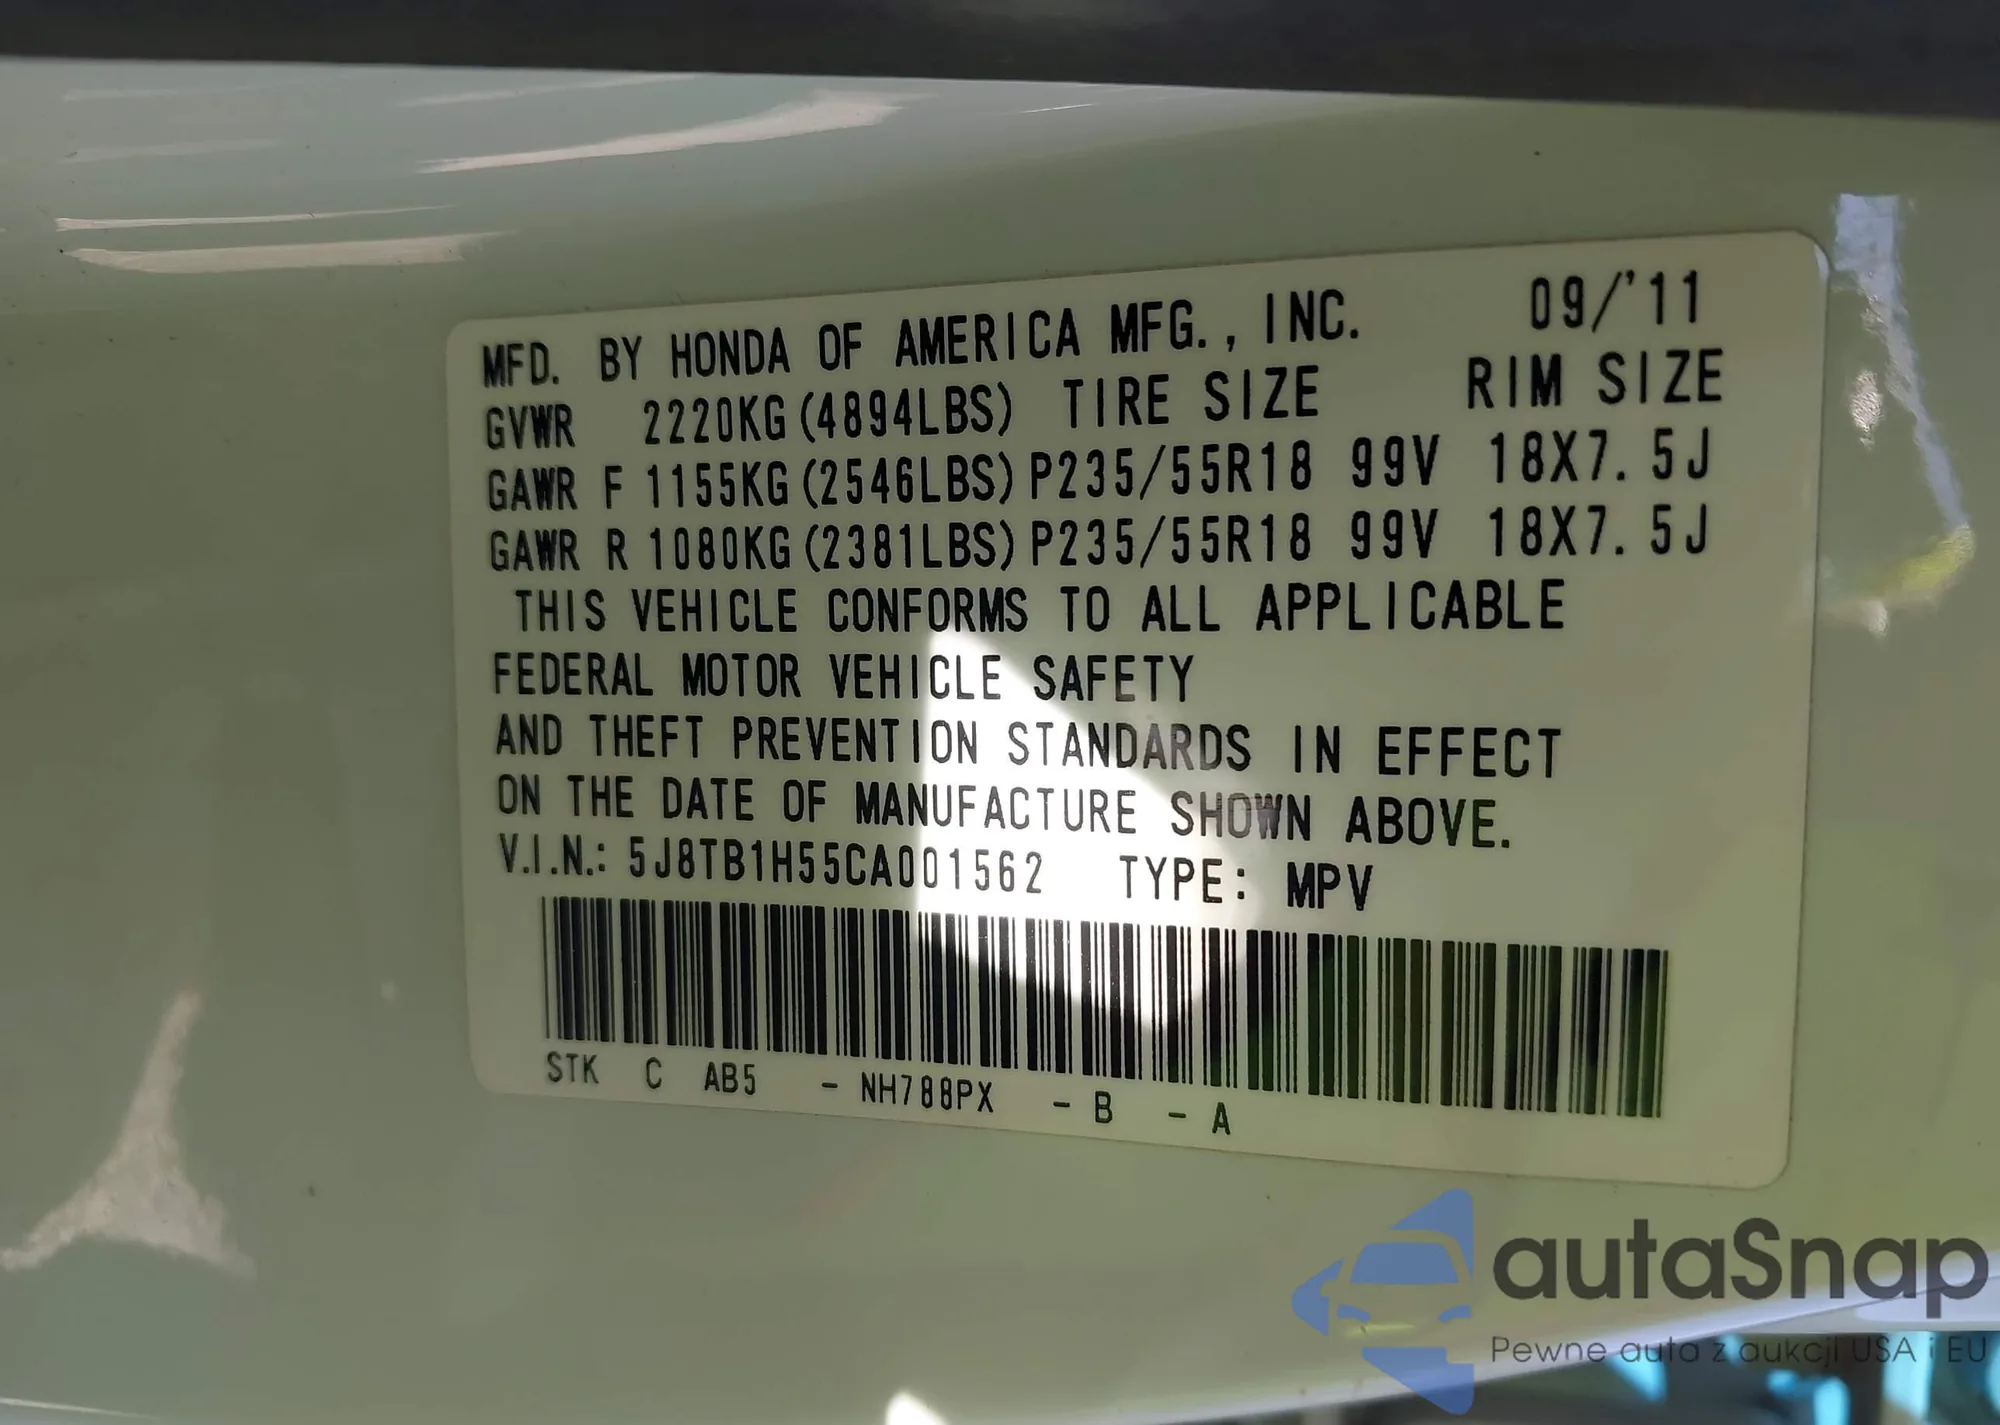 MFD. BY HONDA OF AMERICA MFG., INC. 09/'11
GVWR 2220KG(4894LBS) TIRE SIZE RIM SIZE
GAWR F 1155KG(2546LBS) P235/55R18 99V 18X7.5J
GAWR R 1080KG(2381LBS) P235/55R18 99V 18X7.5J
THIS VEHICLE CONFORMS TO ALL APPLICABLE
FEDERAL MOTOR VEHICLE SAFETY
AND THEFT PREVENTION STANDARDS IN EFFECT
ON THE DATE OF MANUFACTURE SHOWN ABOVE.
V.I.N.: 5J8TB1H55CA001562 TYPE: MPV
STK C AB5 - NH788PX - B - A
autaSnap
Pewne auta z aukcji USA i EU